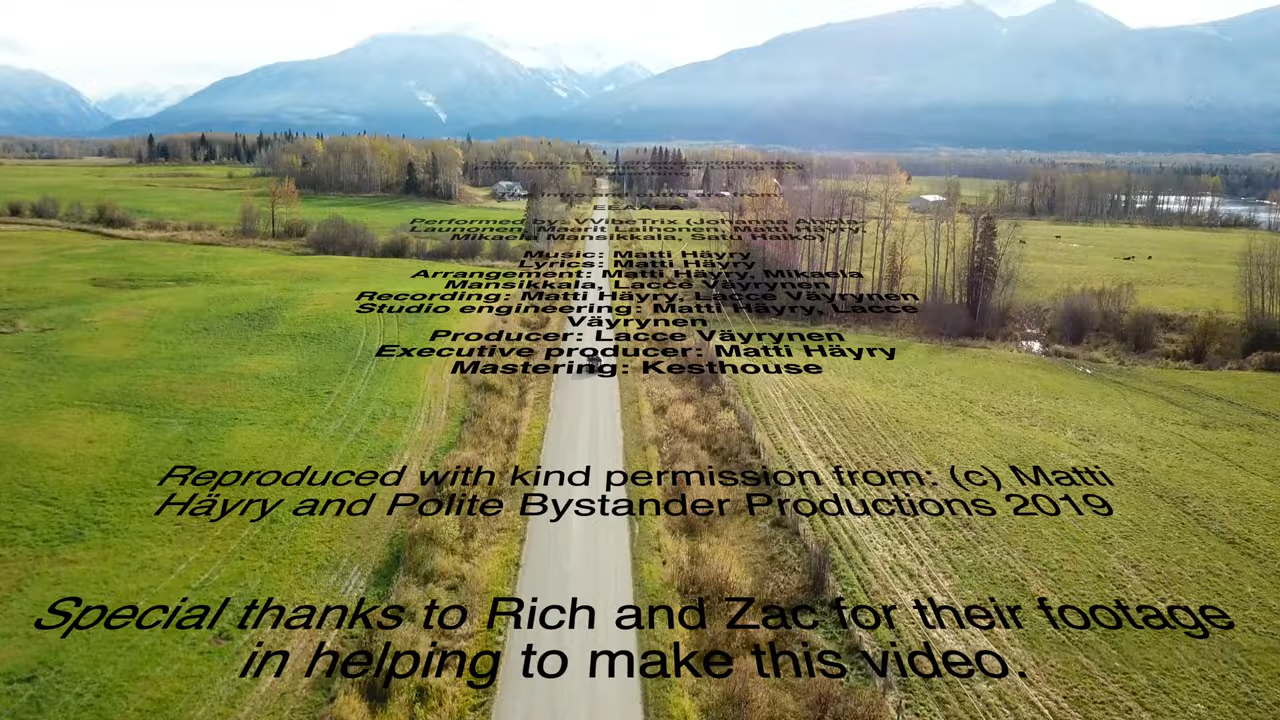 Performed by: VVibeTrix (Johanna Ahola-
Launonen, Maarit Laihonen, Matti Häyry,
Mikaela Mansikkala, Satu Haiko)
Music: Matti Häyry
Lyrics: Matti Häyry
Arrangement: Matti Häyry, Mikaela
Mansikkala, Lacce Väyrynen
Recording: Matti Häyry, Lacce Väyrynen
Studio engineering: Matti Häyry, Lacce
Väyrynen
Producer: Lacce Väyrynen
Executive producer: Matti Häyry
Mastering: Kesthouse
Reproduced with kind permission from: (c) Matti
Häyry and Polite Bystander Productions 2019
Special thanks to Rich and Zac for their footage
in helping to make this video.